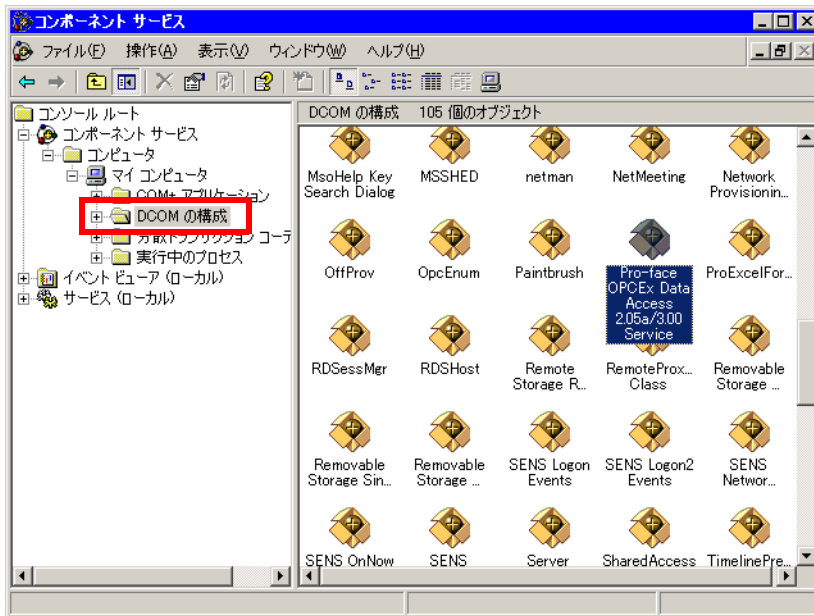 コンポーネント サービス
ファイル(F) 操作(A) 表示(V) ウィンドウ(W) ヘルプ(H)
コンソール ルート
コンポーネント サービス
コンピュータ
マイ コンピュータ
COM+ アプリケーション
DCOM の構成
分散トランザクション コーデ
実行中のプロセス
イベント ビューア (ローカル)
サービス (ローカル)
DCOM の構成 105 個のオブジェクト
MsoHelp Key
Search Dialog
MSSHED
netman
NetMeeting
Network
Provisionin...
OffProv
OpcEnum
Paintbrush
Pro-face
OPCEx Data
Access
2.05a/3.00
Service
ProExcelFor...
RDSessMgr
RDSHost
Remote
Storage R...
RemoteProx...
Class
Removable
Storage ...
Removable
Storage Sin...
Removable
Storage ...
SENS Logon
Events
SENS Logon2
Events
SENS
Networ...
SENS OnNow
SENS
Server
SharedAccess
TimelinePre...